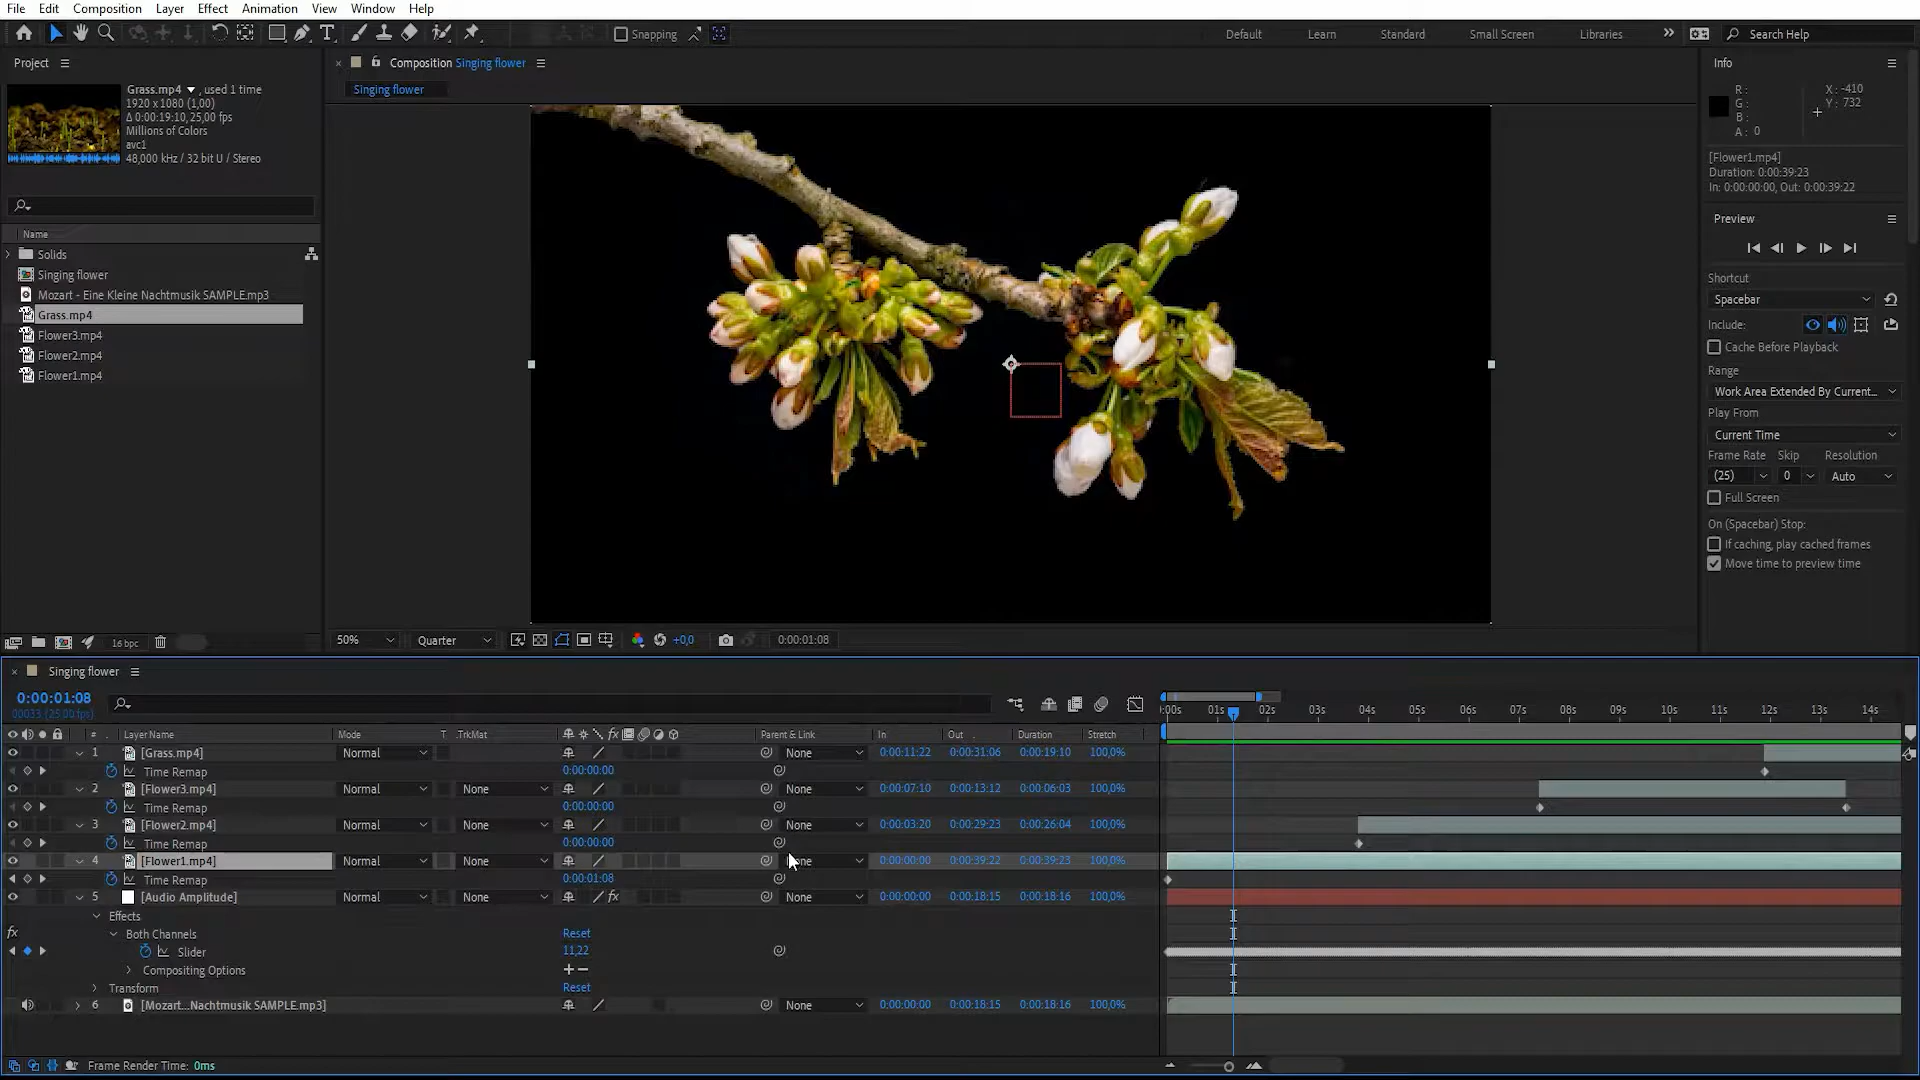 File Edit Composition Layer Effect Animation View Window Help
Snapping Default Learn Standard Small Screen Libraries Search Help
Project
Grass.mp4 , used 1 time
1920 x 1080 (1,00)
Δ 0:00:19:10, 25,00 fps
Millions of Colors
avc1
48,000 kHz / 32 bit U / Stereo
Name
Solids
Singing flower
Mozart - Eine Kleine Nachtmusik SAMPLE.mp3
Grass.mp4
Flower3.mp4
Flower2.mp4
Flower1.mp4
16 bpc
Composition Singing flower
Singing flower
50% Quarter +0,0 0:00:01:08
Info
R : X : -410
G : Y : 732
B :
A : 0
[Flower1.mp4]
Duration: 0:00:39:23
In: 0:00:00:00, Out: 0:00:39:22
Preview
Shortcut
Spacebar
Include:
Cache Before Playback
Range
Work Area Extended By Current...
Play From
Current Time
Frame Rate Skip Resolution
(25) 0 Auto
Full Screen
On (Spacebar) Stop:
If caching, play cached frames
Move time to preview time
Singing flower
0:00:01:08
00033 (25.00 fps)
:00s 01s 02s 03s 04s 05s 06s 07s 08s 09s 10s 11s 12s 13s 14s
# Layer Name Mode T .TrkMat Parent & Link In Out Duration Stretch
1 [Grass.mp4] Normal None 0:00:11:22 0:00:31:06 0:00:19:10 100,0%
Time Remap 0:00:00:00
2 [Flower3.mp4] Normal None None 0:00:07:10 0:00:13:12 0:00:06:03 100,0%
Time Remap 0:00:00:00
3 [Flower2.mp4] Normal None None 0:00:03:20 0:00:29:23 0:00:26:04 100,0%
Time Remap 0:00:00:00
4 [Flower1.mp4] Normal None None 0:00:00:00 0:00:39:22 0:00:39:23 100,0%
Time Remap 0:00:01:08
5 [Audio Amplitude] Normal None fx None 0:00:00:00 0:00:18:15 0:00:18:16 100,0%
Effects
fx Both Channels Reset
Slider 11,22
Compositing Options +–
Transform Reset
6 [Mozart...Nachtmusik SAMPLE.mp3] None 0:00:00:00 0:00:18:15 0:00:18:16 100,0%
Frame Render Time: 0ms